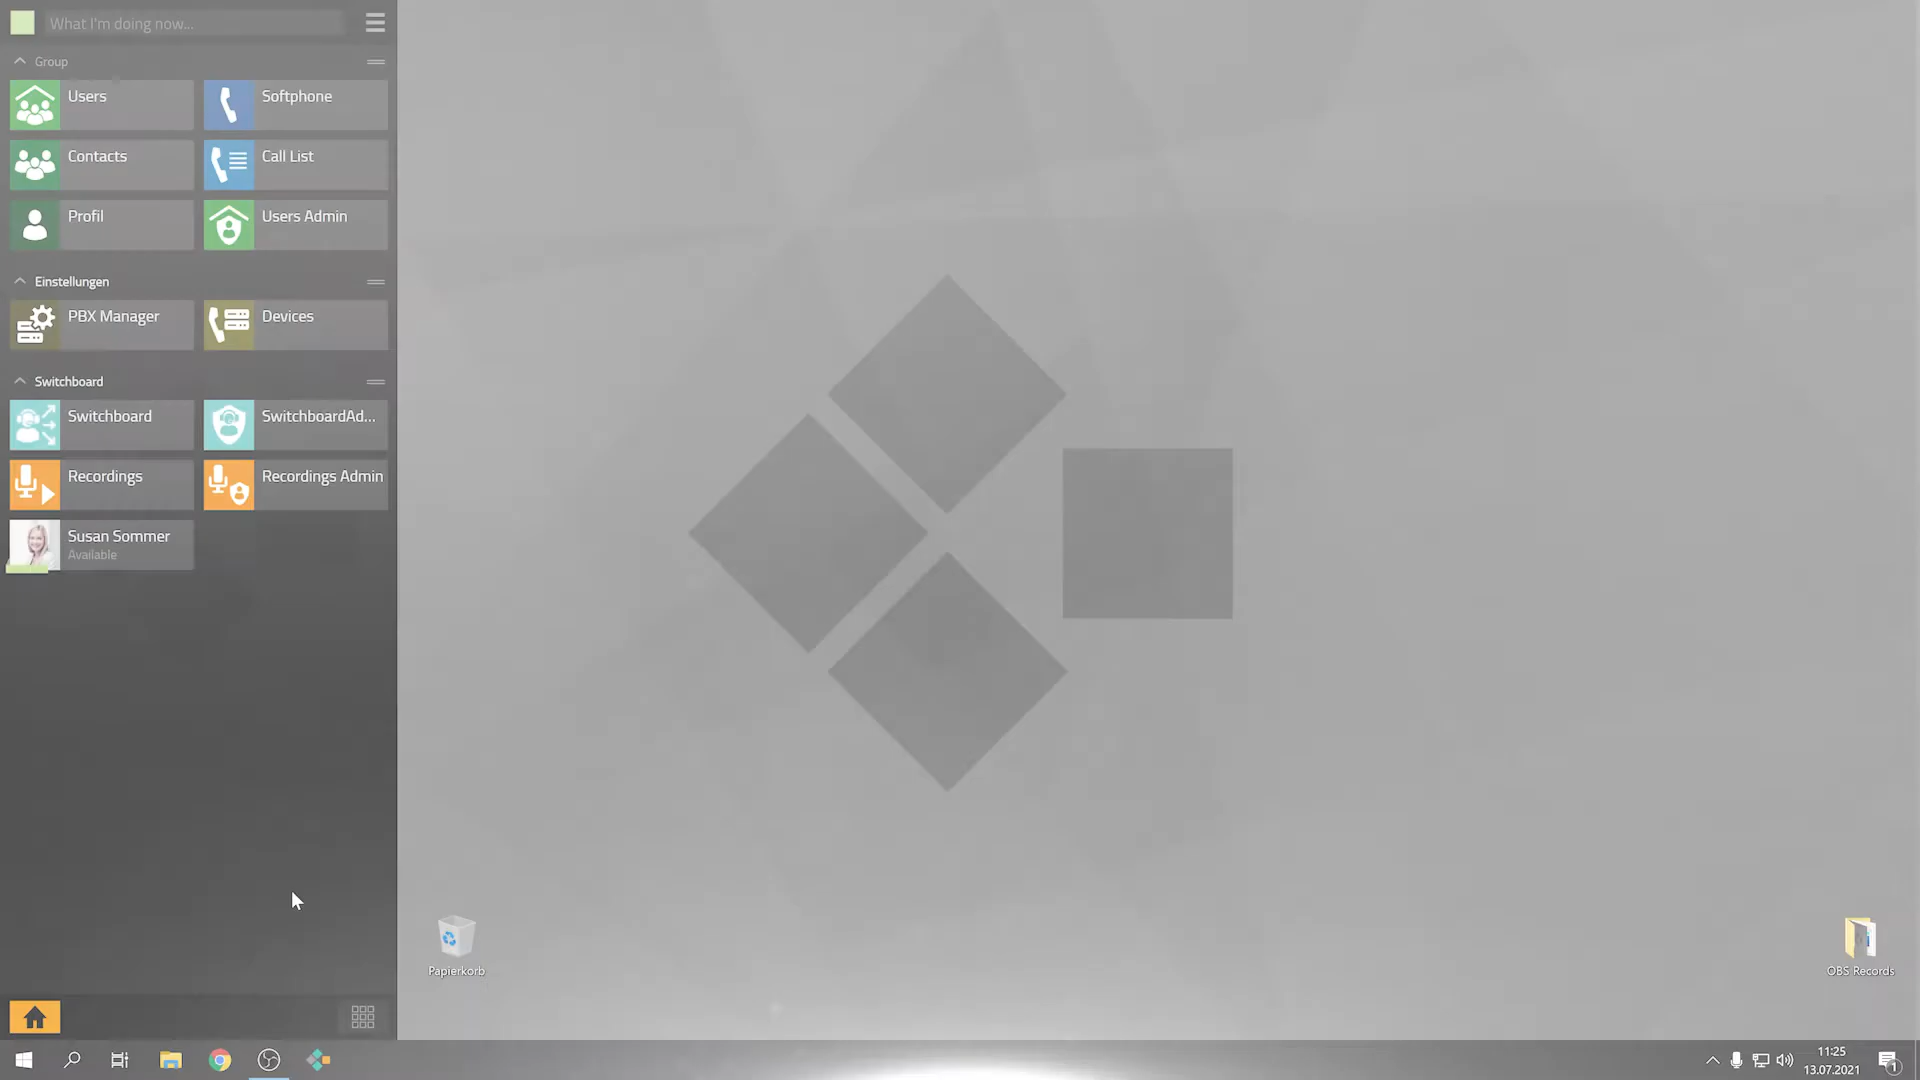 What I'm doing now...
Group
Users
Softphone
Contacts
Call List
Profil
Users Admin
Einstellungen
PBX Manager
Devices
Switchboard
Switchboard
SwitchboardAd...
Recordings
Recordings Admin
Susan Sommer
Available
Papierkorb
OBS Records
11:25
13.07.2021
1